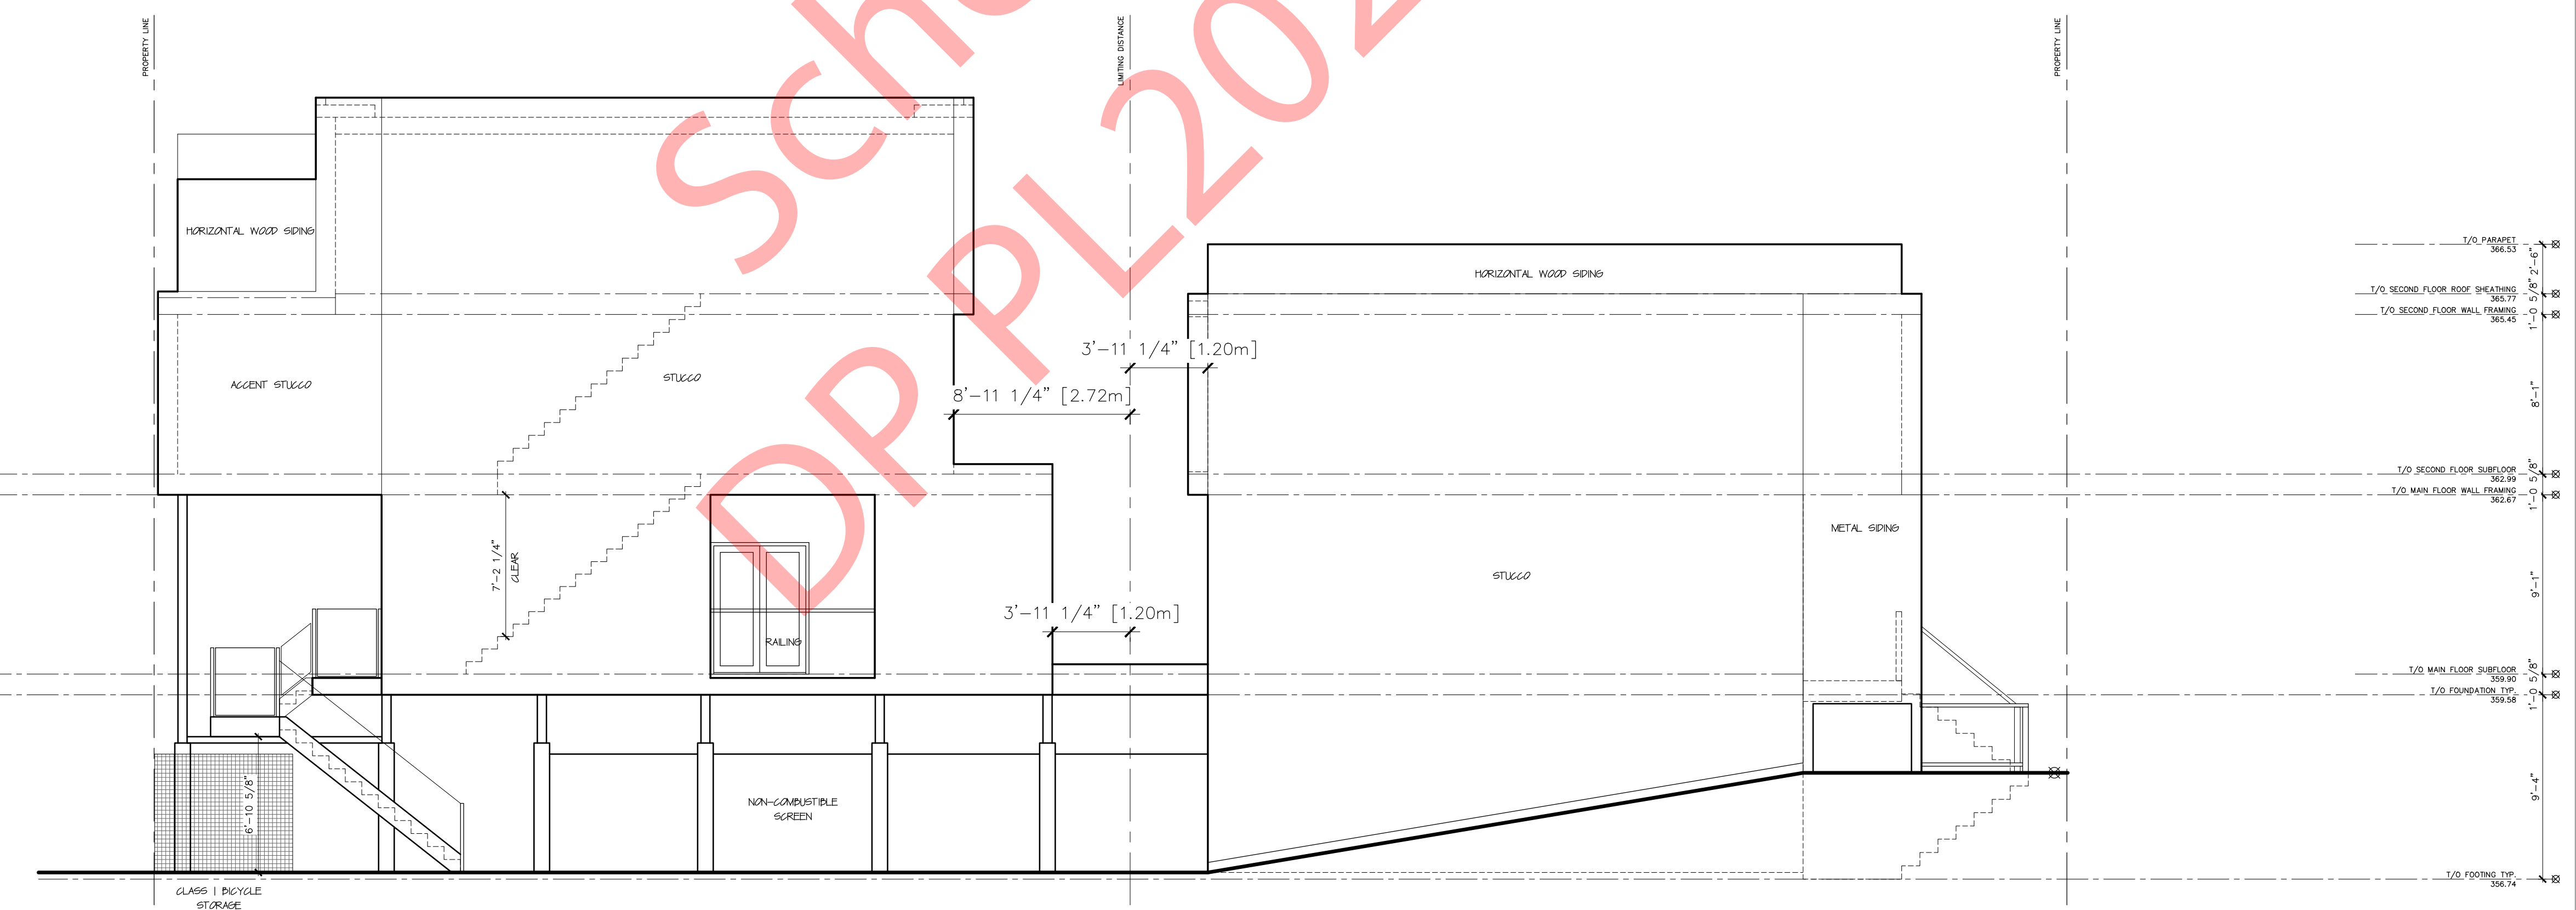 PROPERTY LINE
LIMITING DISTANCE
PROPERTY LINE
DP PL202
HORIZONTAL WOOD SIDING
ACCENT STUCCO
STUCCO
3'-11 1/4" [1.20m]
8'-11 1/4" [2.72m]
7'-2 1/4"
CLEAR
RAILING
3'-11 1/4" [1.20m]
6'-10 5/8"
NON-COMBUSTIBLE
SCREEN
CLASS I BICYCLE
STORAGE
HORIZONTAL WOOD SIDING
STUCCO
METAL SIDING
T/O PARAPET
366.53
2'-6"
T/O SECOND FLOOR ROOF SHEATHING
365.77
1'-0 5/8"
T/O SECOND FLOOR WALL FRAMING
365.45
8'-1"
T/O SECOND FLOOR SUBFLOOR
362.99
1'-0 5/8"
T/O MAIN FLOOR WALL FRAMING
362.67
9'-1"
T/O MAIN FLOOR SUBFLOOR
359.90
1'-0 5/8"
T/O FOUNDATION TYP.
359.58
9'-4"
T/O FOOTING TYP.
356.74